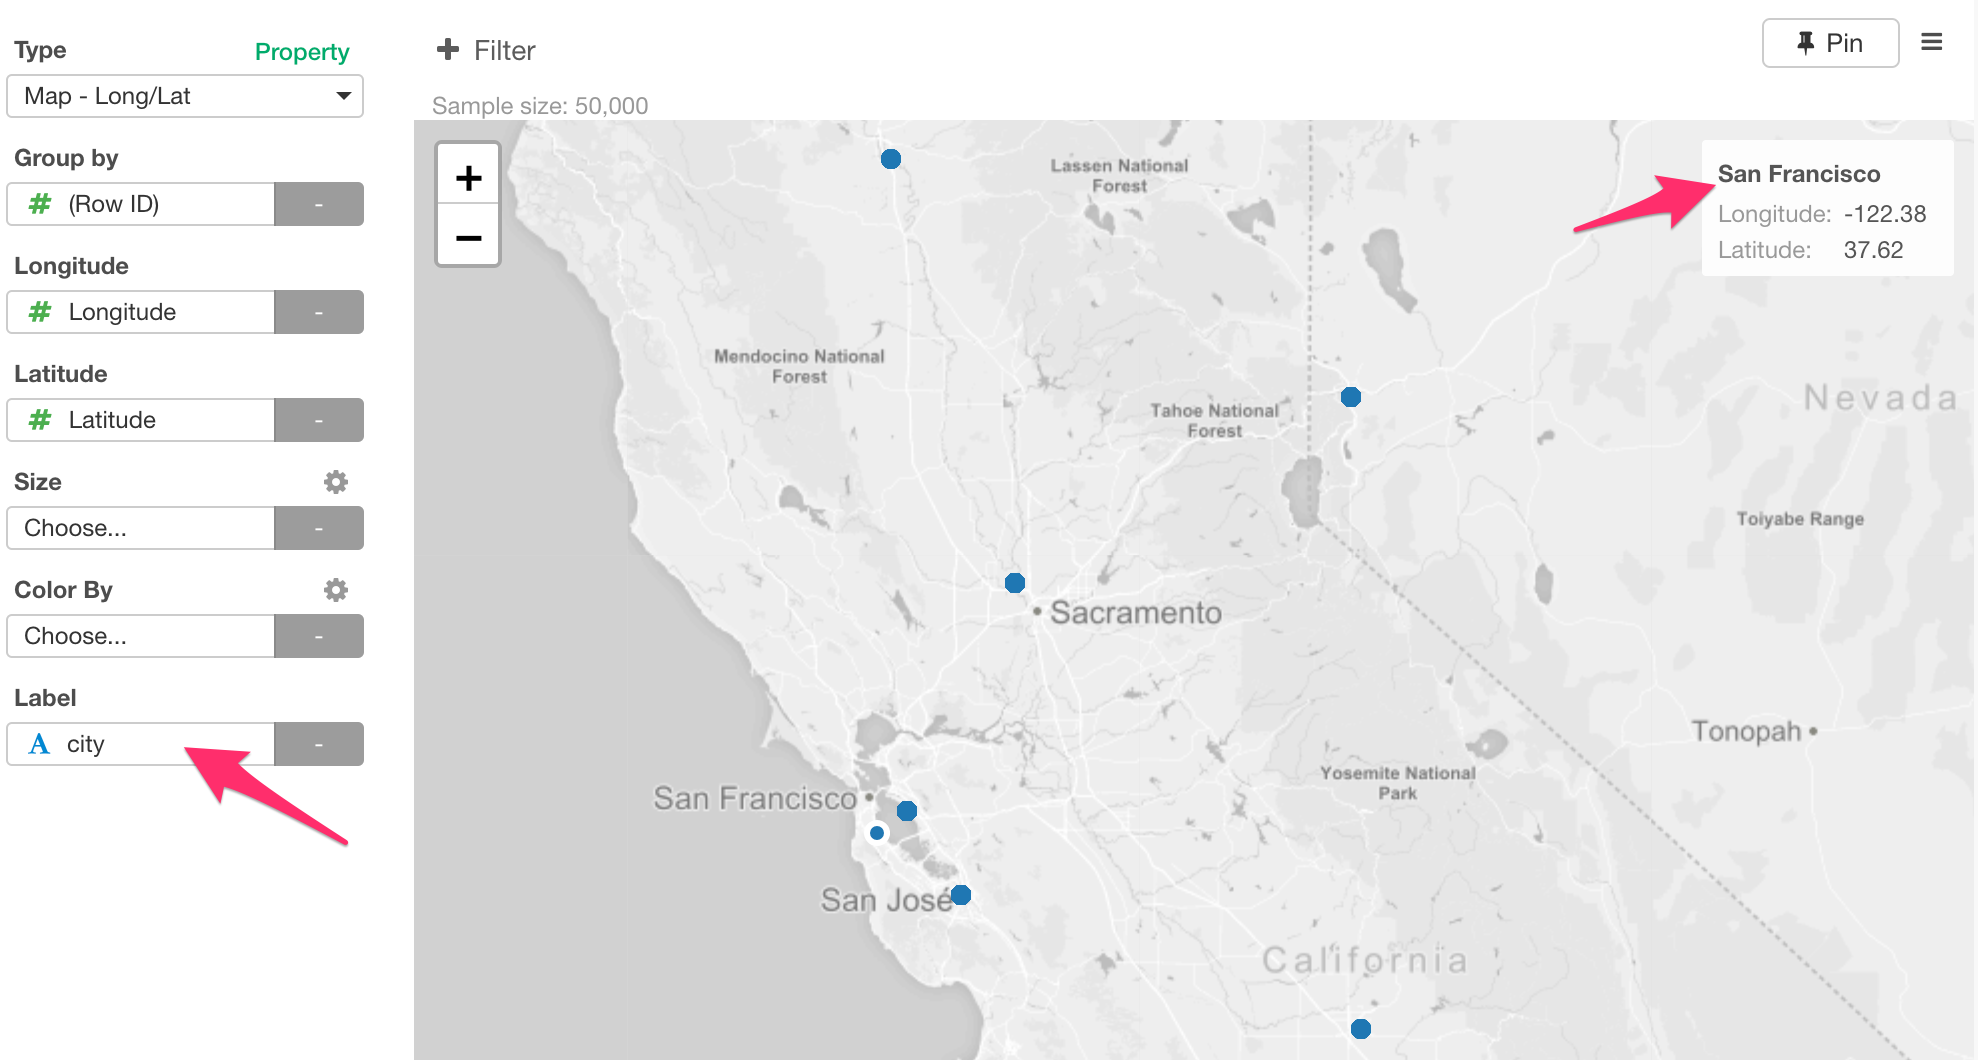 Type
Property
Map - Long/Lat
Group by
# (Row ID)
-
Longitude
# Longitude
-
Latitude
# Latitude
-
Size
Choose...
-
Color By
Choose...
-
Label
A city
-
+ Filter
Pin
Sample size: 50,000
+
−
San Francisco
Longitude: -122.38
Latitude: 37.62
Lassen National
Forest
Mendocino National
Forest
Tahoe National
Forest
Nevada
Toiyabe Range
Sacramento
Tonopah
Yosemite National
Park
San Francisco
San José
California